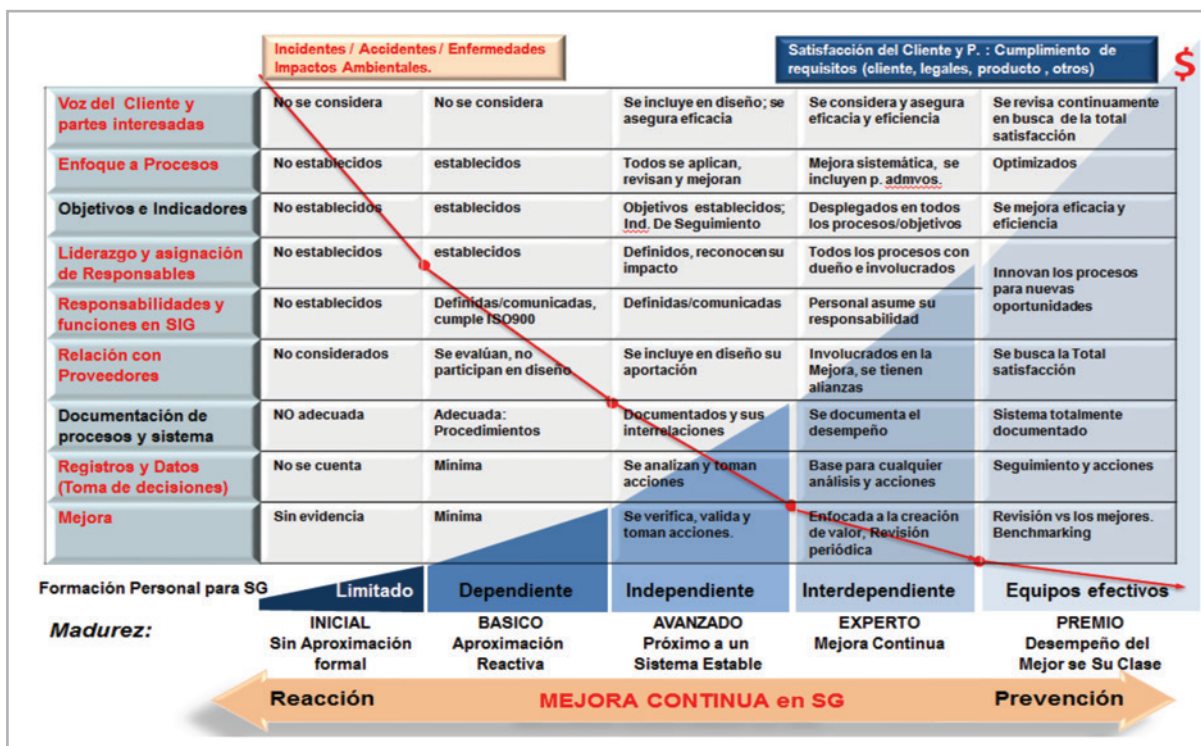 Incidentes / Accidentes / Enfermedades
Impactos Ambientales.
Satisfacción del Cliente y P. : Cumplimiento de
requisitos (cliente, legales, producto , otros)
$
Voz del Cliente y
partes interesadas
No se considera
No se considera
Se incluye en diseño; se
asegura eficacia
Se considera y asegura
eficacia y eficiencia
Se revisa continuamente
en busca de la total
satisfacción
Enfoque a Procesos
No establecidos
establecidos
Todos se aplican,
revisan y mejoran
Mejora sistemática, se
incluyen p. admvos.
Optimizados
Objetivos e Indicadores
No establecidos
establecidos
Objetivos establecidos;
Ind. De Seguimiento
Desplegados en todos
los procesos/objetivos
Se mejora eficacia y
eficiencia
Liderazgo y asignación
de Responsables
No establecidos
establecidos
Definidos, reconocen su
impacto
Todos los procesos con
dueño e involucrados
Innovan los procesos
para nuevas
oportunidades
Responsabilidades y
funciones en SIG
No establecidos
Definidas/comunicadas,
cumple ISO900
Definidas/comunicadas
Personal asume su
responsabilidad
Relación con
Proveedores
No considerados
Se evalúan, no
participan en diseño
Se incluye en diseño su
aportación
Involucrados en la
Mejora, se tienen
alianzas
Se busca la Total
satisfacción
Documentación de
procesos y sistema
NO adecuada
Adecuada:
Procedimientos
Documentados y sus
interrelaciones
Se documenta el
desempeño
Sistema totalmente
documentado
Registros y Datos
(Toma de decisiones)
No se cuenta
Mínima
Se analizan y toman
acciones
Base para cualquier
análisis y acciones
Seguimiento y acciones
Mejora
Sin evidencia
Mínima
Se verifica, valida y
toman acciones.
Enfocada a la creación
de valor, Revisión
periódica
Revisión vs los mejores.
Benchmarking
Formación Personal para SG
Limitado
Dependiente
Independiente
Interdependiente
Equipos efectivos
Madurez:
INICIAL
Sin Aproximación
formal
BASICO
Aproximación
Reactiva
AVANZADO
Próximo a un
Sistema Estable
EXPERTO
Mejora Continua
PREMIO
Desempeño del
Mejor se Su Clase
Reacción
MEJORA CONTINUA en SG
Prevención